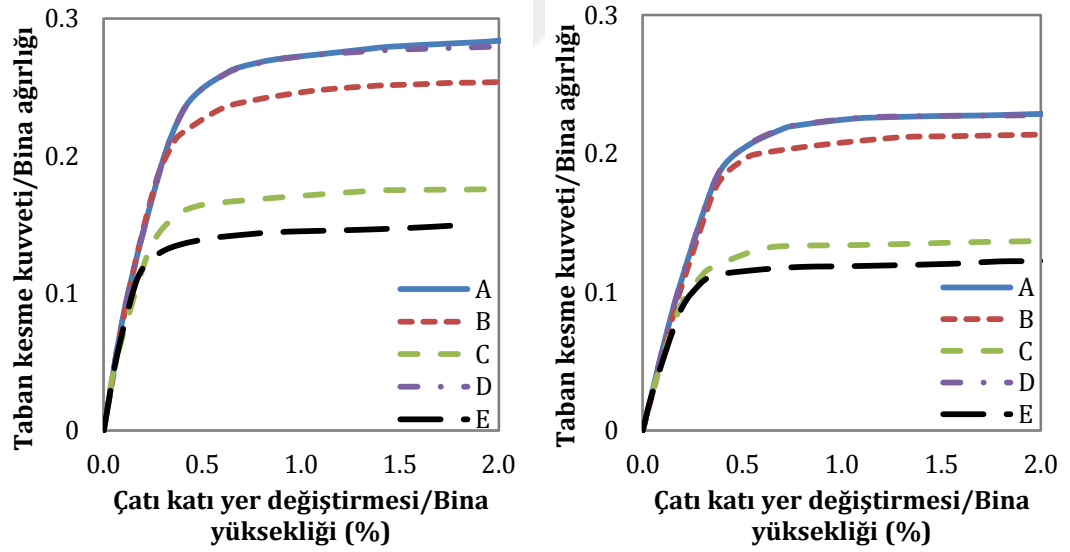 Taban kesme kuvveti/Bina ağırlığı
0.3
0.2
0.1
0
A
B
C
D
E
0.0 0.5 1.0 1.5 2.0
Çatı katı yer değiştirmesi/Bina
yüksekliği (%)
Taban kesme kuvveti/Bina ağırlığı
0.3
0.2
0.1
0
A
B
C
D
E
0.0 0.5 1.0 1.5 2.0
Çatı katı yer değiştirmesi/Bina
yüksekliği (%)